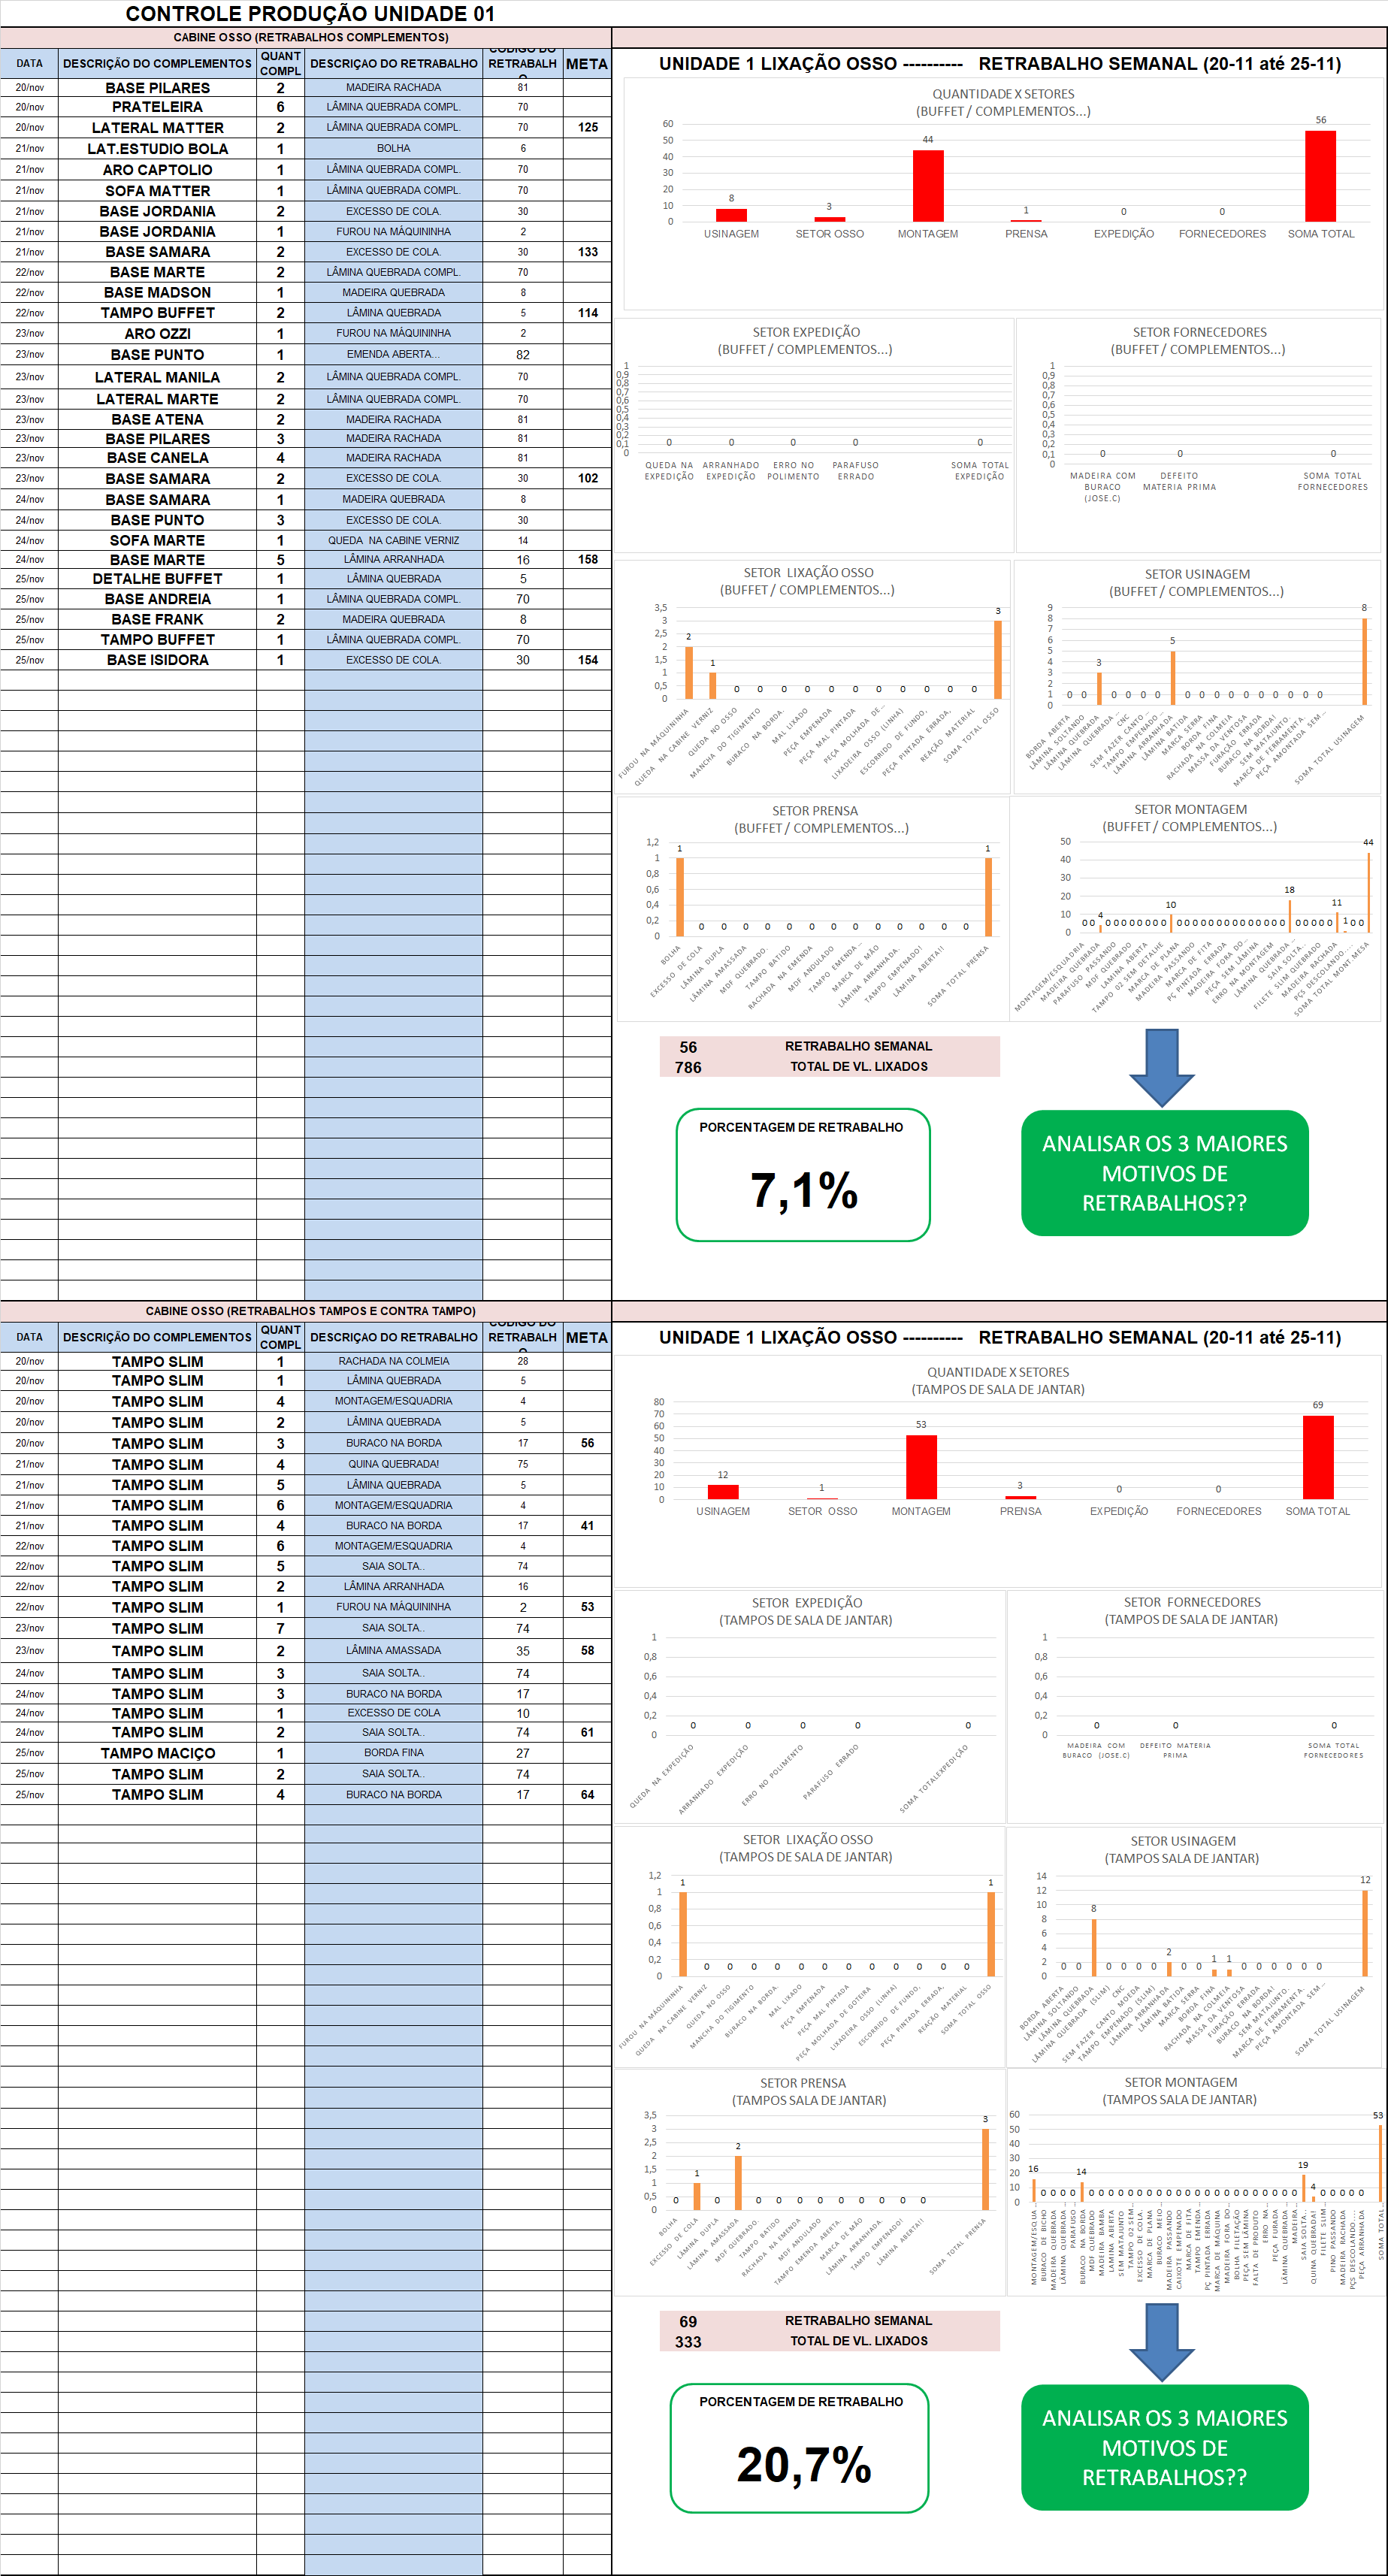 CONTROLE PRODUÇÃO UNIDADE 01
CABINE OSSO (RETRABALHOS COMPLEMENTOS)
DATA DESCRIÇÃO DO COMPLEMENTOS QUANT COMPL DESCRIÇAO DO RETRABALHO CODIGO DO RETRABALHO META
20/nov BASE PILARES 2 MADEIRA RACHADA 81
20/nov PRATELEIRA 6 LÂMINA QUEBRADA COMPL. 70
20/nov LATERAL MATTER 2 LÂMINA QUEBRADA COMPL. 70 125
21/nov LAT.ESTUDIO BOLA 1 BOLHA 6
21/nov ARO CAPTOLIO 1 LÂMINA QUEBRADA COMPL. 70
21/nov SOFA MATTER 1 LÂMINA QUEBRADA COMPL. 70
21/nov BASE JORDANIA 2 EXCESSO DE COLA. 30
21/nov BASE JORDANIA 1 FUROU NA MÁQUININHA 2
21/nov BASE SAMARA 2 EXCESSO DE COLA. 30 133
22/nov BASE MARTE 2 LÂMINA QUEBRADA COMPL. 70
22/nov BASE MADSON 1 MADEIRA QUEBRADA 8
22/nov TAMPO BUFFET 2 LÂMINA QUEBRADA 5 114
23/nov ARO OZZI 1 FUROU NA MÁQUININHA 2
23/nov BASE PUNTO 1 EMENDA ABERTA... 82
23/nov LATERAL MANILA 2 LÂMINA QUEBRADA COMPL. 70
23/nov LATERAL MARTE 2 LÂMINA QUEBRADA COMPL. 70
23/nov BASE ATENA 2 MADEIRA RACHADA 81
23/nov BASE PILARES 3 MADEIRA RACHADA 81
23/nov BASE CANELA 4 MADEIRA RACHADA 81
23/nov BASE SAMARA 2 EXCESSO DE COLA. 30 102
24/nov BASE SAMARA 1 MADEIRA QUEBRADA 8
24/nov BASE PUNTO 3 EXCESSO DE COLA. 30
24/nov SOFA MARTE 1 QUEDA NA CABINE VERNIZ 14
24/nov BASE MARTE 5 LÂMINA ARRANHADA 16 158
25/nov DETALHE BUFFET 1 LÂMINA QUEBRADA 5
25/nov BASE ANDREIA 1 LÂMINA QUEBRADA COMPL. 70
25/nov BASE FRANK 2 MADEIRA QUEBRADA 8
25/nov TAMPO BUFFET 1 LÂMINA QUEBRADA COMPL. 70
25/nov BASE ISIDORA 1 EXCESSO DE COLA. 30 154
UNIDADE 1 LIXAÇÃO OSSO ---------- RETRABALHO SEMANAL (20-11 até 25-11)
QUANTIDADE X SETORES
(BUFFET / COMPLEMENTOS...)
60
50
40
30
20
10
0
8 3 44 1 0 0 56
USINAGEM SETOR OSSO MONTAGEM PRENSA EXPEDIÇÃO FORNECEDORES SOMA TOTAL
SETOR EXPEDIÇÃO
(BUFFET / COMPLEMENTOS...)
1
0,9
0,8
0,7
0,6
0,5
0,4
0,3
0,2
0,1
0
0 0 0 0 0
QUEDA NA EXPEDIÇÃO ARRANHADO EXPEDIÇÃO ERRO NO POLIMENTO PARAFUSO ERRADO SOMA TOTAL EXPEDIÇÃO
SETOR FORNECEDORES
(BUFFET / COMPLEMENTOS...)
1
0,9
0,8
0,7
0,6
0,5
0,4
0,3
0,2
0,1
0
0 0 0
MADEIRA COM BURACO (JOSE.C) DEFEITO MATERIA PRIMA SOMA TOTAL FORNECEDORES
SETOR LIXAÇÃO OSSO
(BUFFET / COMPLEMENTOS...)
3,5
3
2,5
2
1,5
1
0,5
0
2 1 0 0 0 0 0 0 0 0 0 0 0 3
FUROU NA MÁQUININHA
QUEDA NA CABINE VERNIZ
QUEDA NO OSSO
MANCHA DO TIGIMENTO
BURACO NA BORDA.
MAL LIXADO
PEÇA EMPENADA
PEÇA MAL PINTADA
PEÇA MOLHADA DE...
LIXADEIRA OSSO (LINHA)
ESCORRIDO DE FUNDO,
PEÇA PINTADA ERRADA,
REAÇÃO MATERIAL
SOMA TOTAL OSSO
SETOR USINAGEM
(BUFFET / COMPLEMENTOS...)
9
8
7
6
5
4
3
2
1
0
0 0 3 0 0 0 0 5 0 0 0 0 0 0 0 0 0 0 8
BORDA ABERTA
LÂMINA SOLTANDO
LÂMINA QUEBRADA
LÂMINA QUEBRADA...
CNC
SEM FAZER CANTO...
TAMPO EMPENADO...
LÂMINA ARRANHADA
LÂMINA BATIDA
MARCA SERRA
BORDA FINA
RACHADA NA COLMEIA
MASSA DA VENTOSA
FURAÇÃO ERRADA
BURACO NA BORDA!
SEM MATAJUNTO.
MARCA DE FERRAMENTA.
PEÇA AMONTADA SEM...
SOMA TOTAL USINAGEM
SETOR PRENSA
(BUFFET / COMPLEMENTOS...)
1,2
1
0,8
0,6
0,4
0,2
0
1 0 0 0 0 0 0 0 0 0 0 0 0 1
BOLHA
EXCESSO DE COLA
LÂMINA DUPLA
LÂMINA AMASSADA
MDF QUEBRADO.
TAMPO BATIDO
RACHADA NA EMENDA
MDF ANDULADO
TAMPO EMENDA...
MARCA DE MÃO
LÂMINA ARRANHADA.
TAMPO EMPENADO!
LÂMINA ABERTA!!
SOMA TOTAL PRENSA
SETOR MONTAGEM
(BUFFET / COMPLEMENTOS...)
50
40
30
20
10
0
0 0 4 0 0 0 0 0 0 0 0 10 0 0 0 0 0 0 0 0 0 0 0 0 0 0 18 0 0 0 0 0 11 1 0 0 44
MONTAGEM/ESQUADRIA
MADEIRA QUEBRADA
PARAFUSO PASSANDO
MDF QUEBRADO
LAMINA ABERTA
TAMPO 02 SEM DETALHE
MARCA DE PLANA
MADEIRA PASSANDO
MARCA DE FITA
PÇ PINTADA ERRADA
MADEIRA FORA DO...
PEÇA SEM LÂMINA
ERRO NA MONTAGEM
LÂMINA QUEBRADA...
SAIA SOLTA..
FILETE SLIM QUEBRADO
MADEIRA RACHADA
PÇS DESCOLANDO....
SOMA TOTAL MONT MESA
56 RETRABALHO SEMANAL
786 TOTAL DE VL. LIXADOS
PORCENTAGEM DE RETRABALHO
7,1%
ANALISAR OS 3 MAIORES
MOTIVOS DE
RETRABALHOS??
CABINE OSSO (RETRABALHOS TAMPOS E CONTRA TAMPO)
DATA DESCRIÇÃO DO COMPLEMENTOS QUANT COMPL DESCRIÇAO DO RETRABALHO CODIGO DO RETRABALHO META
20/nov TAMPO SLIM 1 RACHADA NA COLMEIA 28
20/nov TAMPO SLIM 1 LÂMINA QUEBRADA 5
20/nov TAMPO SLIM 4 MONTAGEM/ESQUADRIA 4
20/nov TAMPO SLIM 2 LÂMINA QUEBRADA 5
20/nov TAMPO SLIM 3 BURACO NA BORDA 17 56
21/nov TAMPO SLIM 4 QUINA QUEBRADA! 75
21/nov TAMPO SLIM 5 LÂMINA QUEBRADA 5
21/nov TAMPO SLIM 6 MONTAGEM/ESQUADRIA 4
21/nov TAMPO SLIM 4 BURACO NA BORDA 17 41
22/nov TAMPO SLIM 6 MONTAGEM/ESQUADRIA 4
22/nov TAMPO SLIM 5 SAIA SOLTA.. 74
22/nov TAMPO SLIM 2 LÂMINA ARRANHADA 16
22/nov TAMPO SLIM 1 FUROU NA MÁQUININHA 2 53
23/nov TAMPO SLIM 7 SAIA SOLTA.. 74
23/nov TAMPO SLIM 2 LÂMINA AMASSADA 35 58
24/nov TAMPO SLIM 3 SAIA SOLTA.. 74
24/nov TAMPO SLIM 3 BURACO NA BORDA 17
24/nov TAMPO SLIM 1 EXCESSO DE COLA 10
24/nov TAMPO SLIM 2 SAIA SOLTA.. 74 61
25/nov TAMPO MACIÇO 1 BORDA FINA 27
25/nov TAMPO SLIM 2 SAIA SOLTA.. 74
25/nov TAMPO SLIM 4 BURACO NA BORDA 17 64
UNIDADE 1 LIXAÇÃO OSSO ---------- RETRABALHO SEMANAL (20-11 até 25-11)
QUANTIDADE X SETORES
(TAMPOS DE SALA DE JANTAR)
80
70
60
50
40
30
20
10
0
12 1 53 3 0 0 69
USINAGEM SETOR OSSO MONTAGEM PRENSA EXPEDIÇÃO FORNECEDORES SOMA TOTAL
SETOR EXPEDIÇÃO
(TAMPOS DE SALA DE JANTAR)
1
0,8
0,6
0,4
0,2
0
0 0 0 0 0
QUEDA NA EXPEDIÇÃO
ARRANHADO EXPEDIÇÃO
ERRO NO POLIMENTO
PARAFUSO ERRADO
SOMA TOTALEXPEDIÇÃO
SETOR FORNECEDORES
(TAMPOS DE SALA DE JANTAR)
1
0,8
0,6
0,4
0,2
0
0 0 0
MADEIRA COM BURACO (JOSE.C) DEFEITO MATERIA PRIMA SOMA TOTAL FORNECEDORES
SETOR LIXAÇÃO OSSO
(TAMPOS DE SALA DE JANTAR)
1,2
1
0,8
0,6
0,4
0,2
0
1 0 0 0 0 0 0 0 0 0 0 0 0 1
FUROU NA MÁQUININHA
QUEDA NA CABINE VERNIZ
QUEDA NO OSSO
MANCHA DO TIGIMENTO
BURACO NA BORDA.
MAL LIXADO
PEÇA EMPENADA
PEÇA MAL PINTADA
PEÇA MOLHADA DE GOTEIRA
LIXADEIRA OSSO (LINHA)
ESCORRIDO DE FUNDO,
PEÇA PINTADA ERRADA,
REAÇÃO MATERIAL
SOMA TOTAL OSSO
SETOR USINAGEM
(TAMPOS SALA DE JANTAR)
14
12
10
8
6
4
2
0
0 0 8 0 0 0 0 2 0 0 1 1 0 0 0 0 0 0 12
BORDA ABERTA
LÂMINA SOLTANDO
LÂMINA QUEBRADA
LÂMINA QUEBRADA (SLIM)
CNC
SEM FAZER CANTO MOEDA
TAMPO EMPENADO (SLIM)
LÂMINA ARRANHADA
LÂMINA BATIDA
MARCA SERRA
BORDA FINA
RACHADA NA COLMEIA
MASSA DA VENTOSA
FURAÇÃO ERRADA
BURACO NA BORDA!
SEM MATAJUNTO.
MARCA DE FERRAMENTA.
PEÇA AMONTADA SEM...
SOMA TOTAL USINAGEM
SETOR PRENSA
(TAMPOS SALA DE JANTAR)
3,5
3
2,5
2
1,5
1
0,5
0
0 1 0 2 0 0 0 0 0 0 0 0 0 3
BOLHA
EXCESSO DE COLA
LÂMINA DUPLA
LÂMINA AMASSADA
MDF QUEBRADO.
TAMPO BATIDO
RACHADA NA EMENDA
MDF ANDULADO
TAMPO EMENDA ABERTA.
MARCA DE MÃO
LÂMINA ARRANHADA.
TAMPO EMPENADO!
LÂMINA ABERTA!!
SOMA TOTAL PRENSA
SETOR MONTAGEM
(TAMPOS SALA DE JANTAR)
60
50
40
30
20
10
0
16 0 0 0 0 14 0 0 0 0 0 0 0 0 0 0 0 0 0 0 0 0 0 0 0 0 0 0 19 4 0 0 0 0 0 53
MONTAGEM/ESQUA
BURACO DE BICHO
MADEIRA QUEBRADA
LÂMINA QUEBRADA
PARAFUSO
BURACO NA BORDA
MDF QUEBRADO
MADEIRA BAMBA
LAMINA ABERTA
SEM MATAJUNTO
TAMPO 02 SEM
EXCESSO DE COLA.
MARCA DE PLANA
BURACO MEIO
MADEIRA PASSANDO
CAIXOTE EMPENADO
MARCA DE FITA
TAMPO EMENDA
PÇ PINTADA ERRADA
MARCA DE MÁQUINA
MADEIRA FORA DO
BOLHA FILETAÇÃO
PEÇA SEM LÂMINA
FALTA DE PRODUTO
ERRO NA
PEÇA FURADA
LÂMINA QUEBRADA
MADEIRA
SAIA SOLTA..
QUINA QUEBRADA!
FILETE SLIM
PINO PASSANDO
MADEIRA RACHADA
PÇS DESCOLANDO....
PEÇA ARRANHADA
SOMA TOTAL
69 RETRABALHO SEMANAL
333 TOTAL DE VL. LIXADOS
PORCENTAGEM DE RETRABALHO
20,7%
ANALISAR OS 3 MAIORES
MOTIVOS DE
RETRABALHOS??